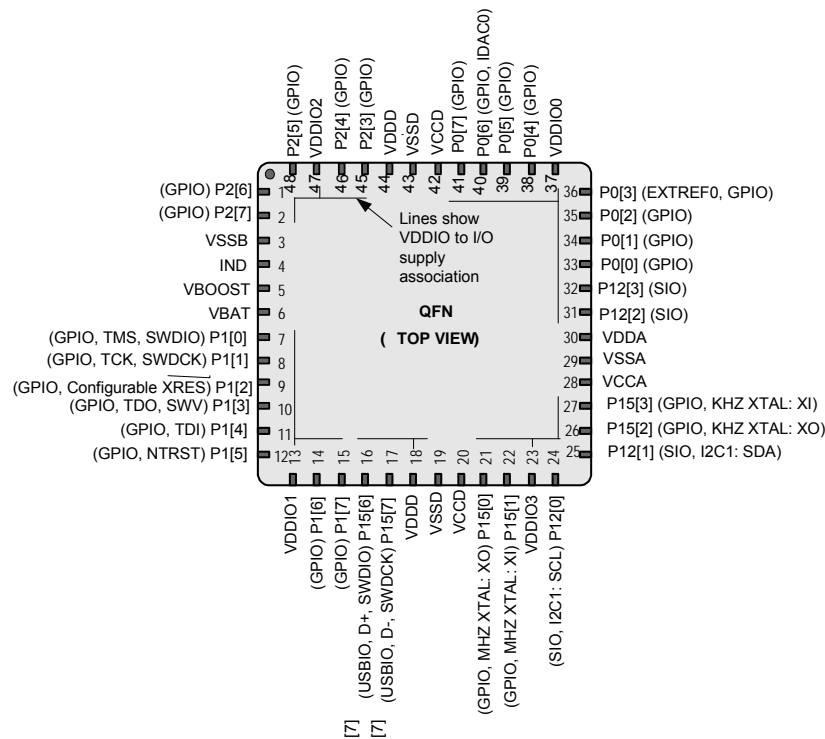 P2[5] (GPIO)
VDDIO2
P2[4] (GPIO)
P2[3] (GPIO)
VDDD
VSSD
VCCD
P0[7] (GPIO)
P0[6] (GPIO, IDAC0)
P0[5] (GPIO)
P0[4] (GPIO)
VDDIO0
48
47
46
45
44
43
42
41
40
39
38
37
(GPIO) P2[6] 1
(GPIO) P2[7] 2
VSSB 3
IND 4
VBOOST 5
VBAT 6
(GPIO, TMS, SWDIO) P1[0] 7
(GPIO, TCK, SWDCK) P1[1] 8
(GPIO, Configurable XRES) P1[2] 9
(GPIO, TDO, SWV) P1[3] 10
(GPIO, TDI) P1[4] 11
(GPIO, NTRST) P1[5] 12
Lines show
VDDIO to I/O
supply
association
QFN
( TOP VIEW)
36 P0[3] (EXTREF0, GPIO)
35 P0[2] (GPIO)
34 P0[1] (GPIO)
33 P0[0] (GPIO)
32 P12[3] (SIO)
31 P12[2] (SIO)
30 VDDA
29 VSSA
28 VCCA
27 P15[3] (GPIO, KHZ XTAL: XI)
26 P15[2] (GPIO, KHZ XTAL: XO)
25 P12[1] (SIO, I2C1: SDA)
13
14
15
16
17
18
19
20
21
22
23
24
VDDIO1
(GPIO) P1[6]
(GPIO) P1[7]
(USBIO, D+, SWDIO) P15[6]
(USBIO, D-, SWDCK) P15[7]
VDDD
VSSD
VCCD
(GPIO, MHZ XTAL: XO) P15[0]
(GPIO, MHZ XTAL: XI) P15[1]
VDDIO3
(SIO, I2C1: SCL) P12[0]
[7]
[7]